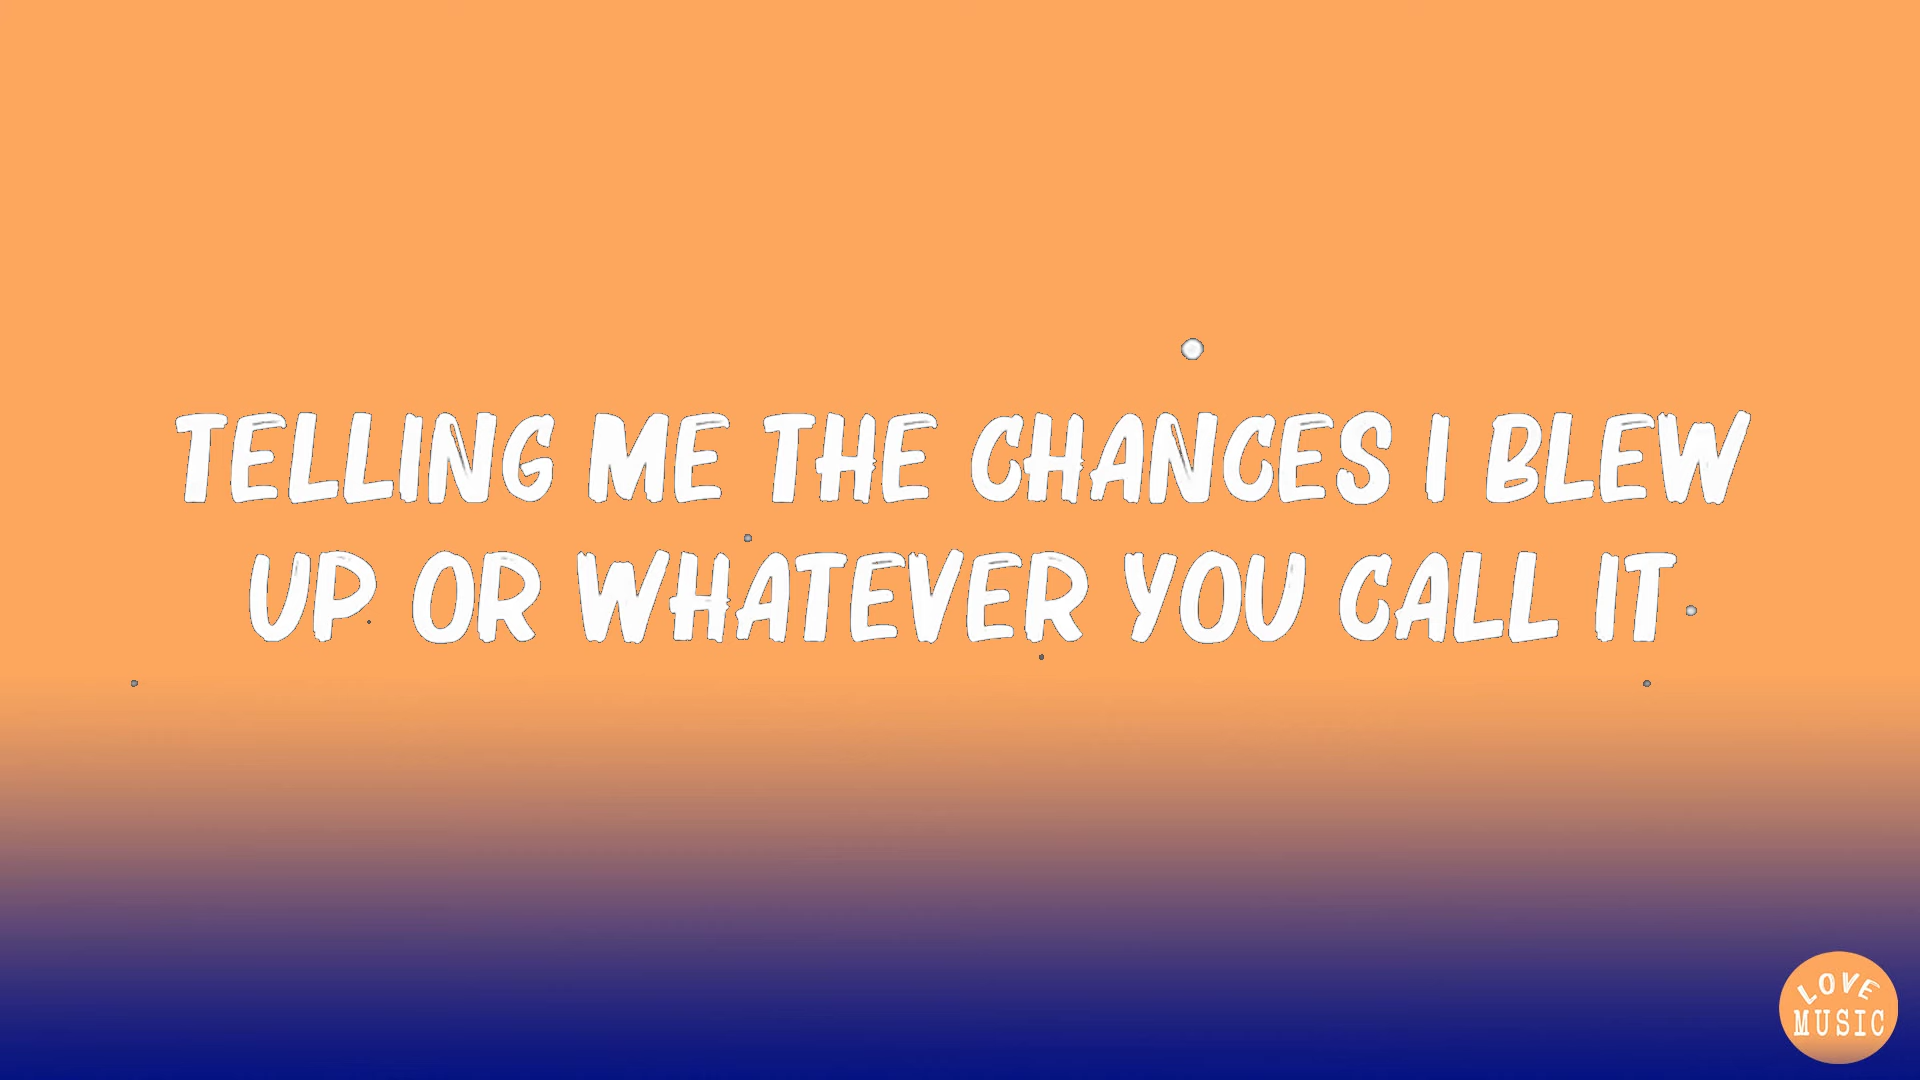 TELLING ME THE CHANCES I BLEW
UP OR WHATEVER YOU CALL IT
LOVE
MUSIC